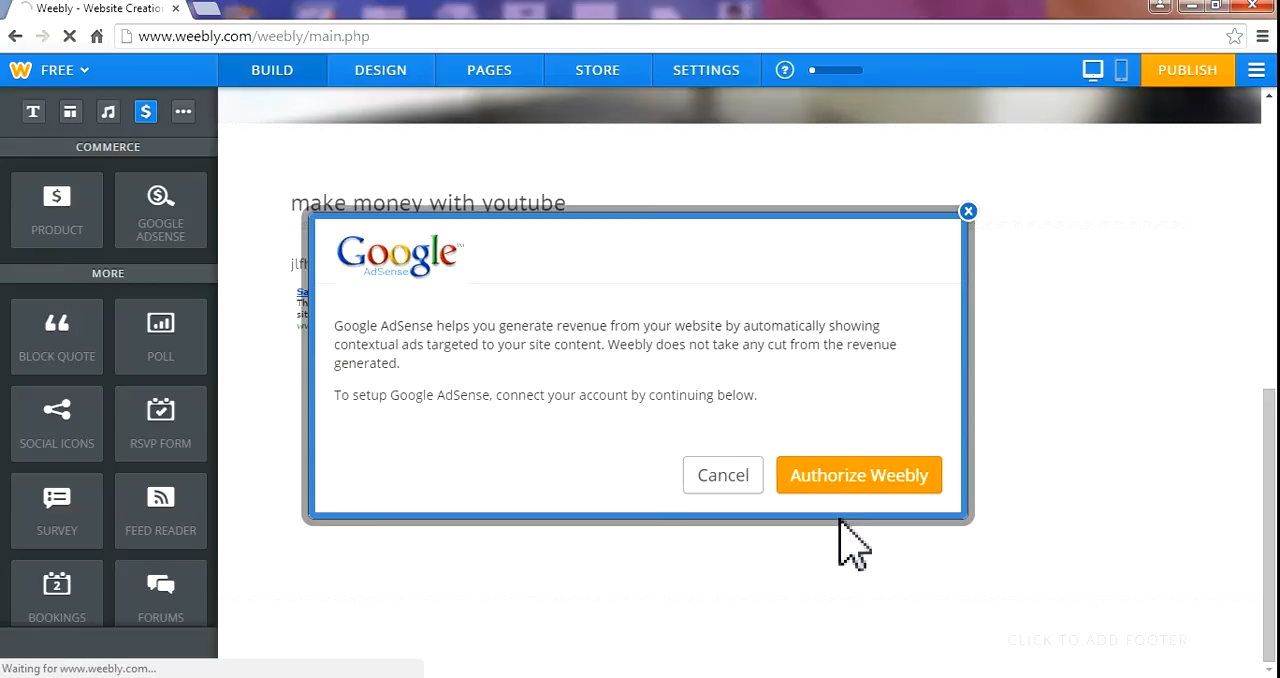 Weebly - Website Creation
www.weebly.com/weebly/main.php
FREE
BUILD
DESIGN
PAGES
STORE
SETTINGS
?
PUBLISH
T
$
COMMERCE
PRODUCT
GOOGLE
ADSENSE
MORE
BLOCK QUOTE
POLL
SOCIAL ICONS
RSVP FORM
SURVEY
FEED READER
2
BOOKINGS
FORUMS
make money with youtube
Google™
AdSense
Google AdSense helps you generate revenue from your website by automatically showing
contextual ads targeted to your site content. Weebly does not take any cut from the revenue
generated.
To setup Google AdSense, connect your account by continuing below.
Cancel
Authorize Weebly
CLICK TO ADD FOOTER
Waiting for www.weebly.com...